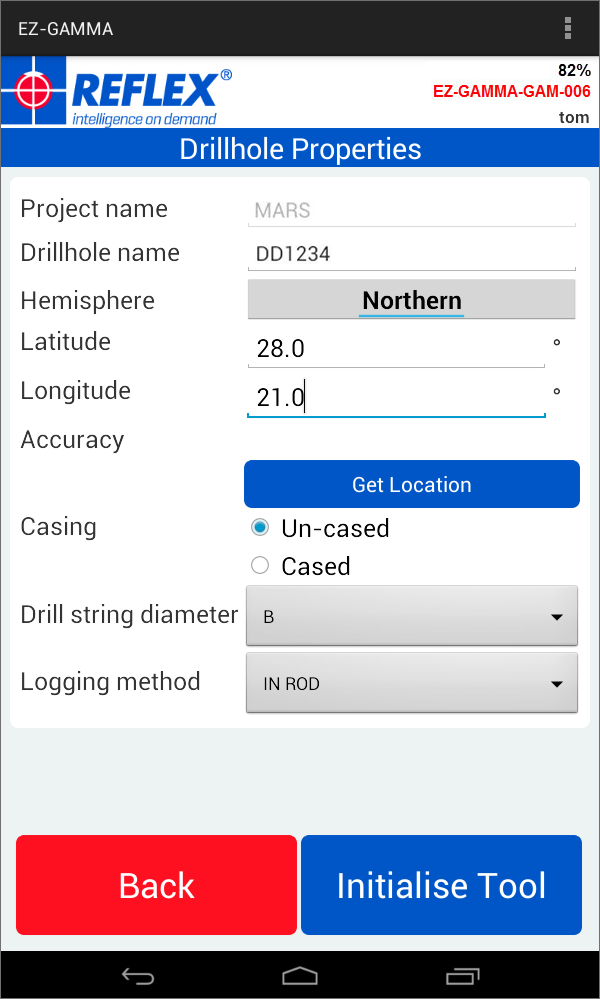 EZ-GAMMA
REFLEX®
intelligence on demand
82%
EZ-GAMMA-GAM-006
tom
Drillhole Properties
Project name MARS
Drillhole name DD1234
Hemisphere Northern
Latitude 28.0 °
Longitude 21.0 °
Accuracy
Get Location
Casing Un-cased
Cased
Drill string diameter B
Logging method IN ROD
Back Initialise Tool